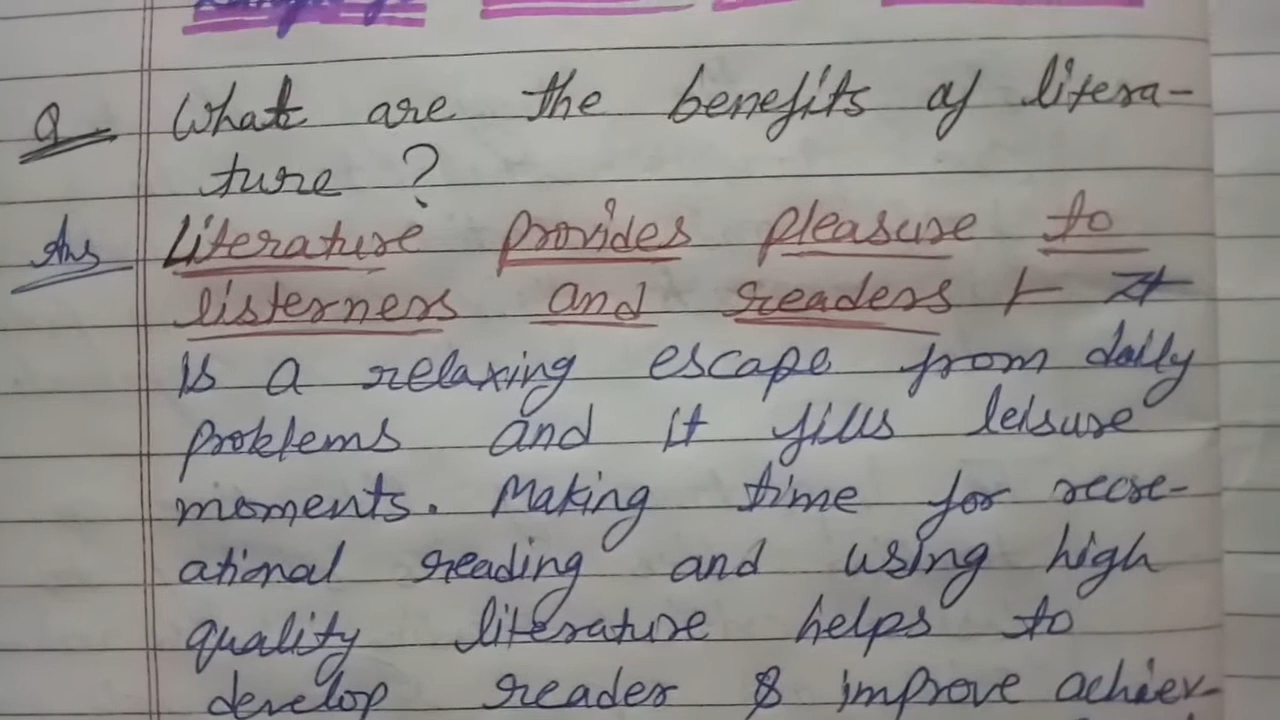 Q What are the benefits of litera-
ture ?
Ans Literature provides pleasure to
listerners and readers :- It
is a relaxing escape from daily
problems and it fills leisure
moments. Making time for recre-
ational reading and using high
quality literature helps to
develop reader & improve achiev-